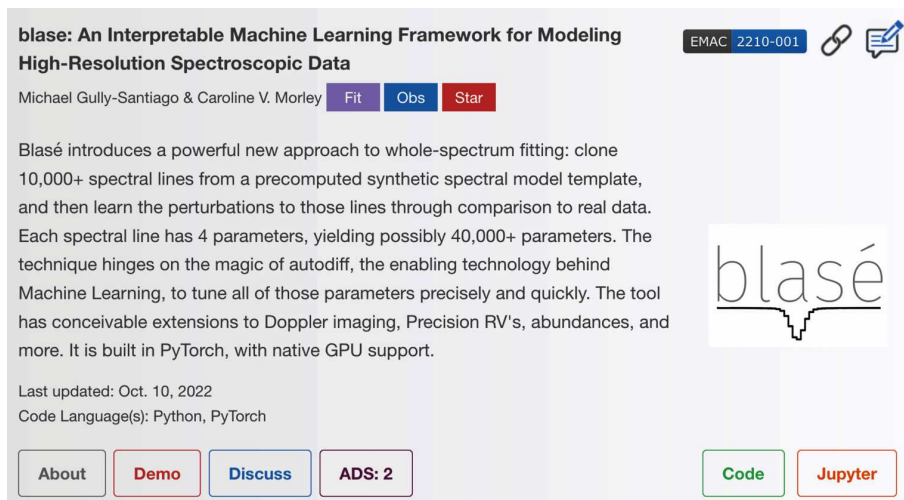 blase: An Interpretable Machine Learning Framework for Modeling
High-Resolution Spectroscopic Data
EMAC 2210-001
Michael Gully-Santiago & Caroline V. Morley Fit Obs Star
Blasé introduces a powerful new approach to whole-spectrum fitting: clone
10,000+ spectral lines from a precomputed synthetic spectral model template,
and then learn the perturbations to those lines through comparison to real data.
Each spectral line has 4 parameters, yielding possibly 40,000+ parameters. The
technique hinges on the magic of autodiff, the enabling technology behind
Machine Learning, to tune all of those parameters precisely and quickly. The tool
has conceivable extensions to Doppler imaging, Precision RV's, abundances, and
more. It is built in PyTorch, with native GPU support.
blasé
Last updated: Oct. 10, 2022
Code Language(s): Python, PyTorch
About Demo Discuss ADS: 2 Code Jupyter